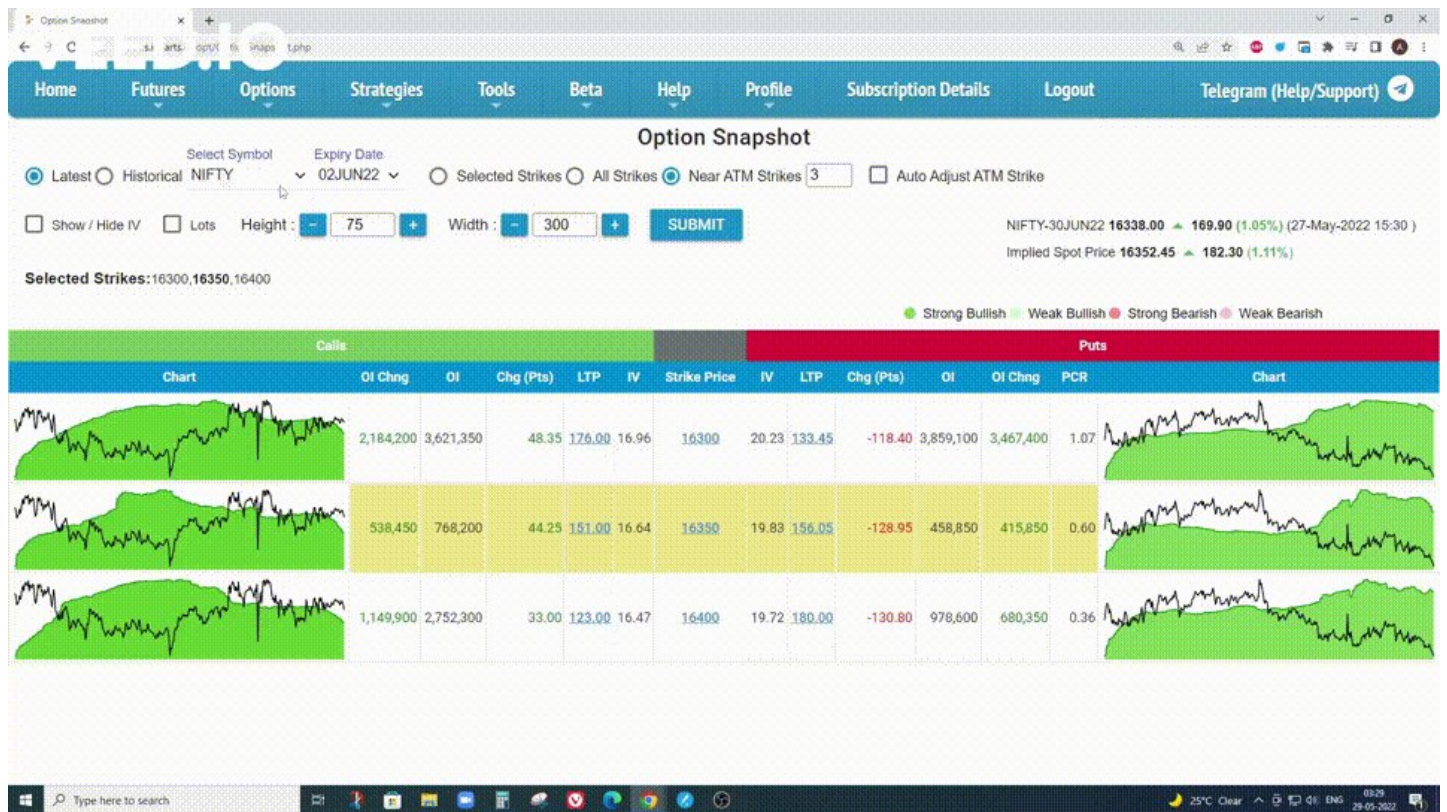 Option Snapshot
VEED.IO
Home Futures Options Strategies Tools Beta Help Profile Subscription Details Logout Telegram (Help/Support)
Option Snapshot
Select Symbol Expiry Date
Latest Historical NIFTY 02JUN22 Selected Strikes All Strikes Near ATM Strikes 3 Auto Adjust ATM Strike
Show / Hide IV Lots Height : - 75 + Width : - 300 + SUBMIT NIFTY-30JUN22 16338.00 169.90 (1.05%) (27-May-2022 15:30 )
Implied Spot Price 16352.45 182.30 (1.11%)
Selected Strikes:16300,16350,16400
Strong Bullish Weak Bullish Strong Bearish Weak Bearish
Calls Puts
Chart OI Chng OI Chg (Pts) LTP IV Strike Price IV LTP Chg (Pts) OI OI Chng PCR Chart
2,184,200 3,621,350 48.35 176.00 16.96 16300 20.23 133.45 -118.40 3,859,100 3,467,400 1.07
538,450 768,200 44.25 151.00 16.64 16350 19.83 156.05 -128.95 458,850 415,850 0.60
1,149,900 2,752,300 33.00 123.00 16.47 16400 19.72 180.00 -130.80 978,600 680,350 0.36
Type here to search 25°C Clear ENG 03:29
29-05-2022